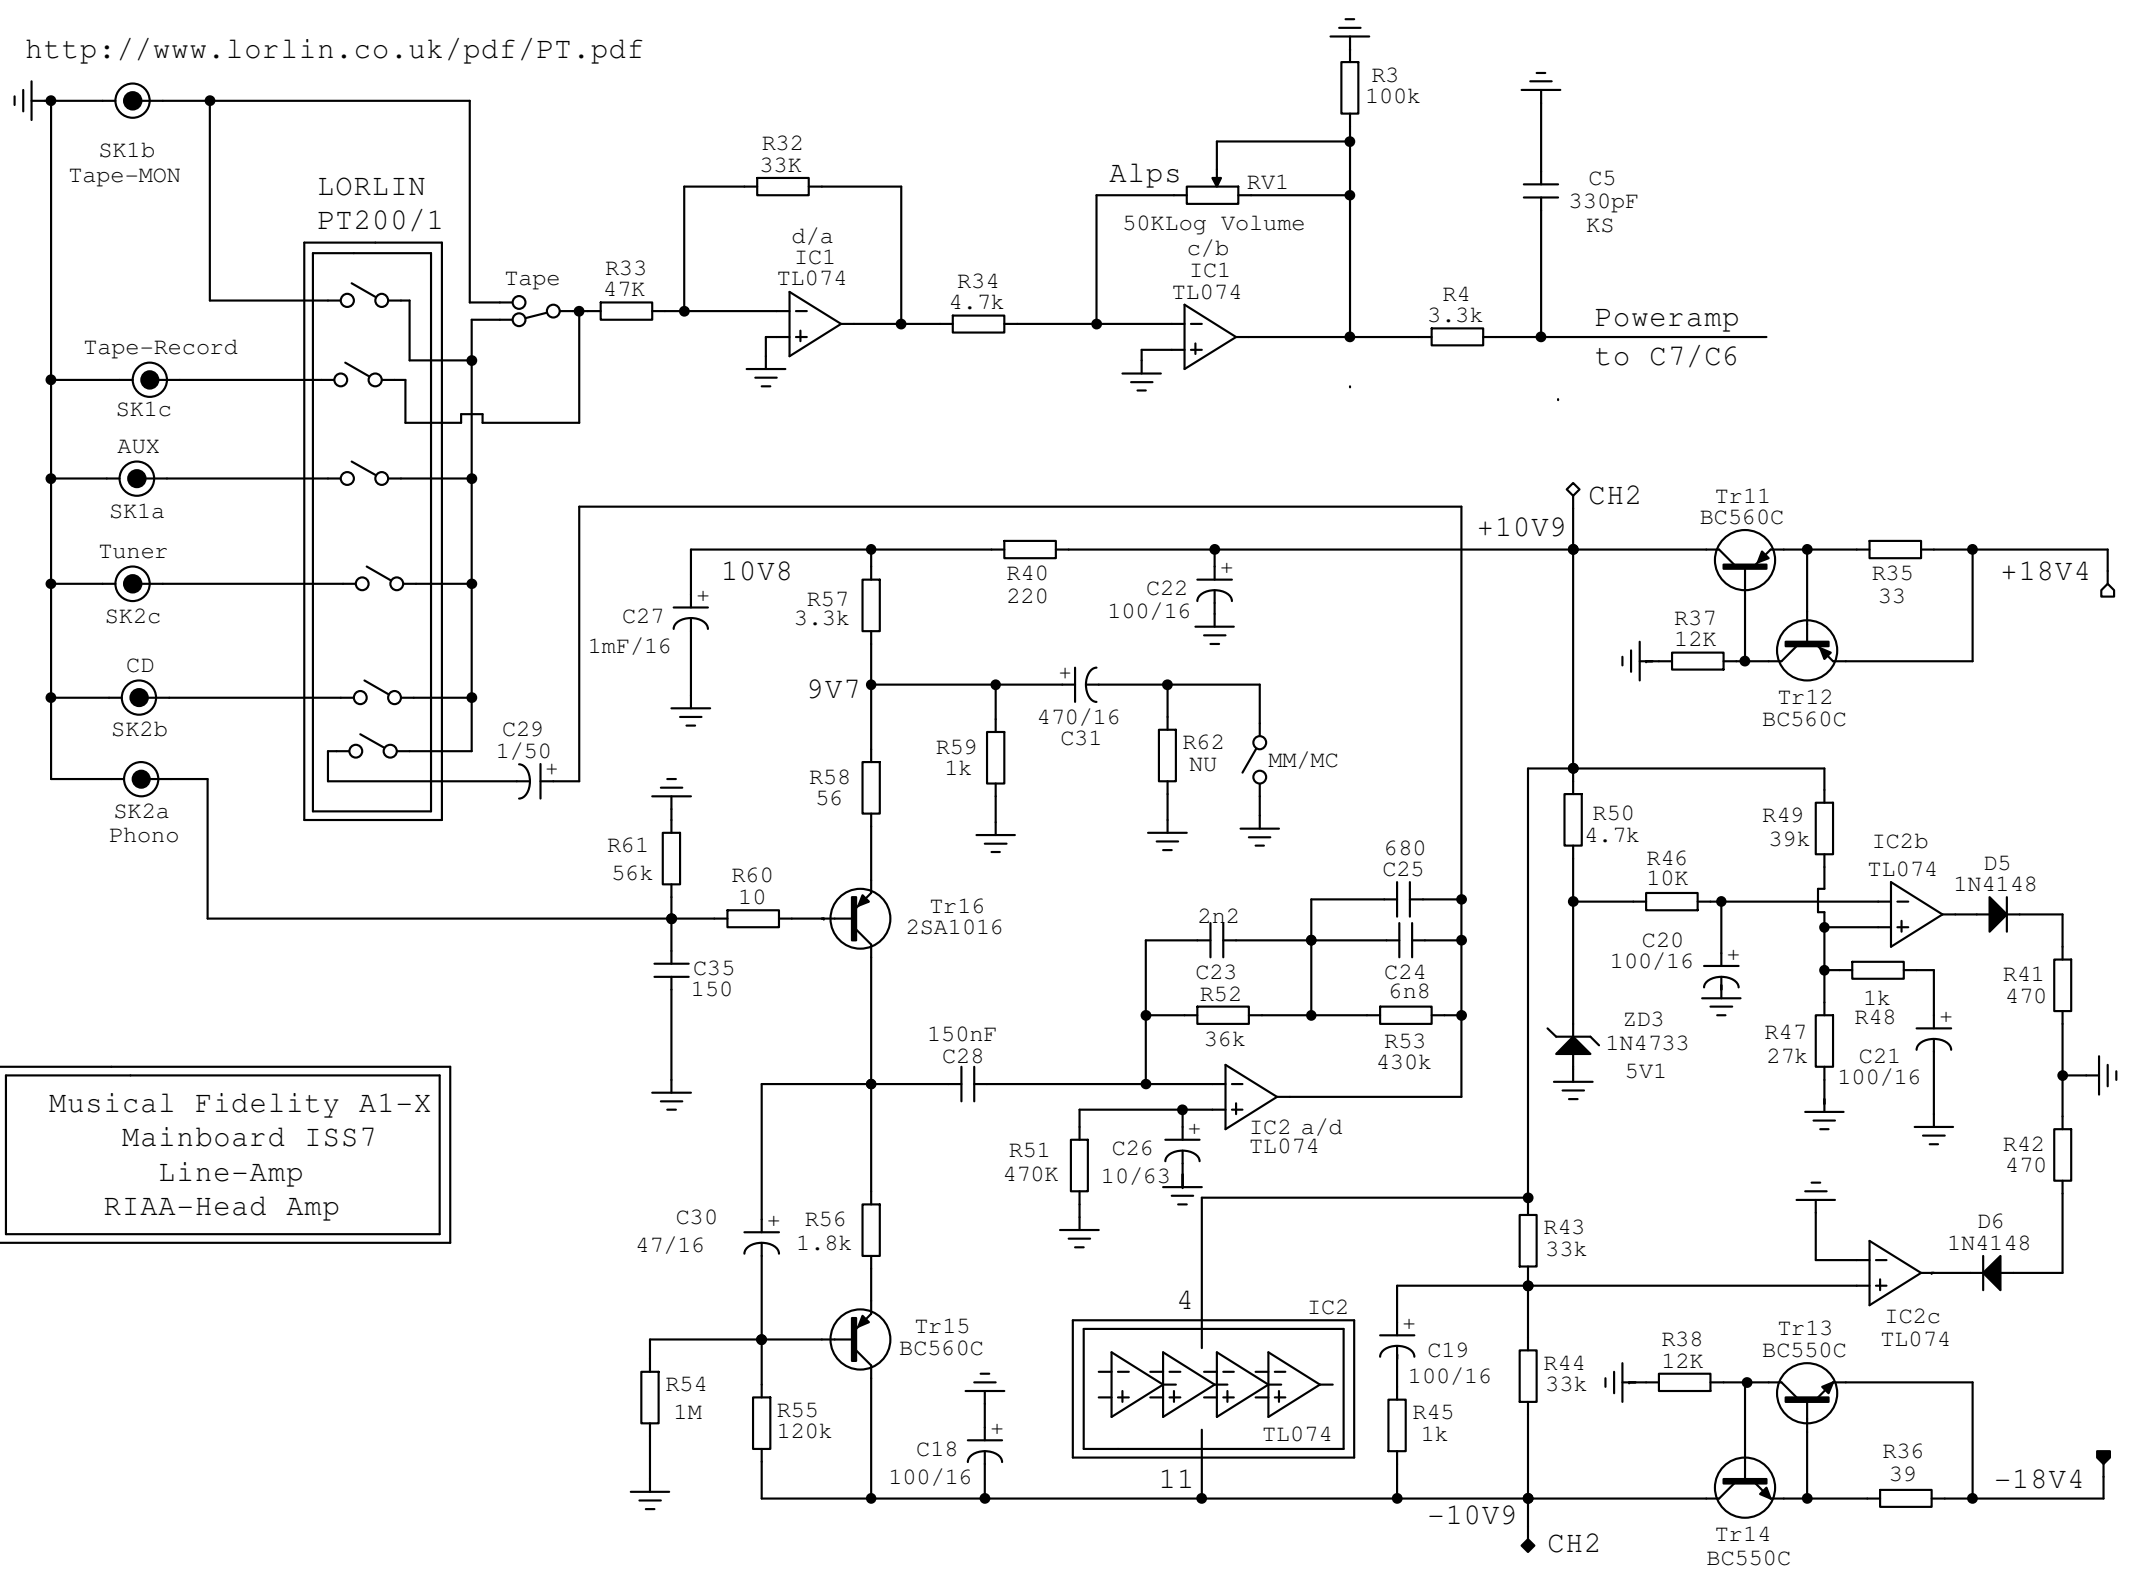 http://www.lorlin.co.uk/pdf/PT.pdf
SK1b
Tape-MON
LORLIN
PT200/1
Tape-Record
SK1c
AUX
SK1a
Tuner
SK2c
CD
SK2b
SK2a
Phono
Tape
R33
47K
R32
33K
d/a
IC1
TL074
R34
4.7k
Alps
RV1
50KLog Volume
c/b
IC1
TL074
R3
100k
R4
3.3k
C5
330pF
KS
Poweramp
to C7/C6
C29
1/50
+
10V8
C27
+
1mF/16
R57
3.3k
R40
220
C22
100/16
+
+10V9
CH2
Tr11
BC560C
R35
33
+18V4
R37
12K
Tr12
BC560C
9V7
+
470/16
C31
R59
1k
R62
NU
MM/MC
R58
56
R61
56k
R60
10
Tr16
2SA1016
C35
150
680
C25
2n2
C23
C24
6n8
R52
36k
R53
430k
150nF
C28
-
+
IC2 a/d
TL074
R51
470K
C26
10/63
+
R50
4.7k
R49
39k
IC2b
TL074
D5
1N4148
R46
10K
C20
100/16
+
-
+
R41
470
1k
R48
ZD3
1N4733
5V1
R47
27k
C21
100/16
+
R42
470
Musical Fidelity A1-X
Mainboard ISS7
Line-Amp
RIAA-Head Amp
C30
47/16
+
R56
1.8k
R43
33k
D6
1N4148
-
+
IC2c
TL074
4
IC2
TL074
11
Tr15
BC560C
R54
1M
R55
120k
C18
100/16
+
C19
100/16
+
R45
1k
R44
33k
R38
12K
Tr13
BC550C
R36
39
-18V4
-10V9
CH2
Tr14
BC550C